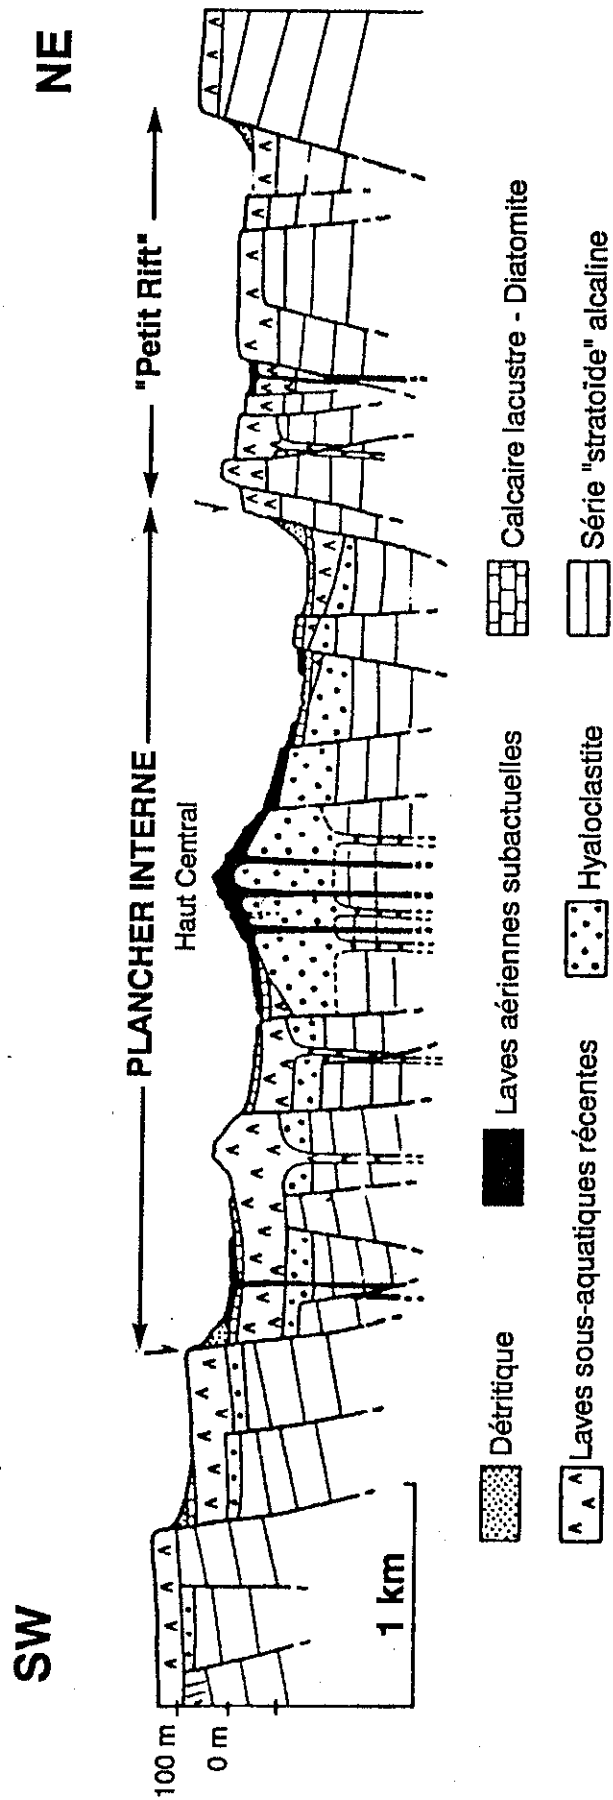 SW
NE
PLANCHER INTERNE
"Petit Rift"
Haut Central
100 m
0 m
1 km
Détritique
Laves aériennes subactuelles
Calcaire lacustre - Diatomite
Laves sous-aquatiques récentes
Hyaloclastite
Série "stratoïde" alcaline